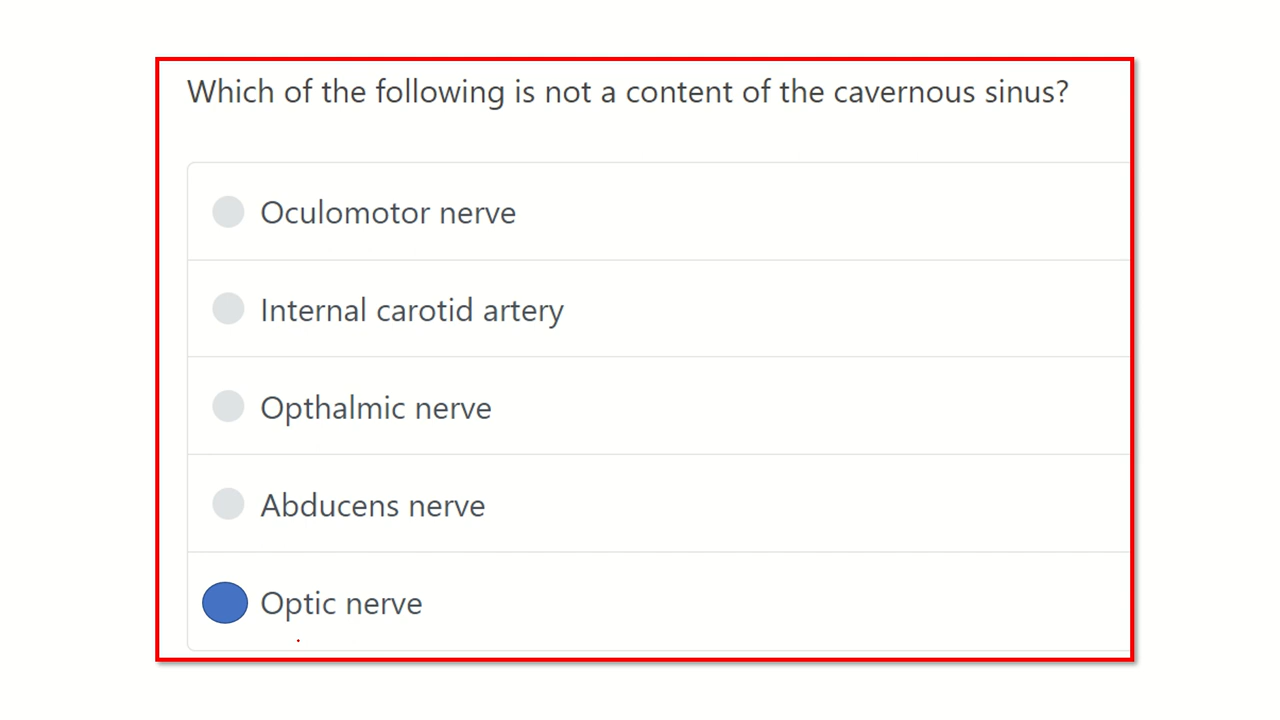 Which of the following is not a content of the cavernous sinus?
Oculomotor nerve
Internal carotid artery
Opthalmic nerve
Abducens nerve
Optic nerve